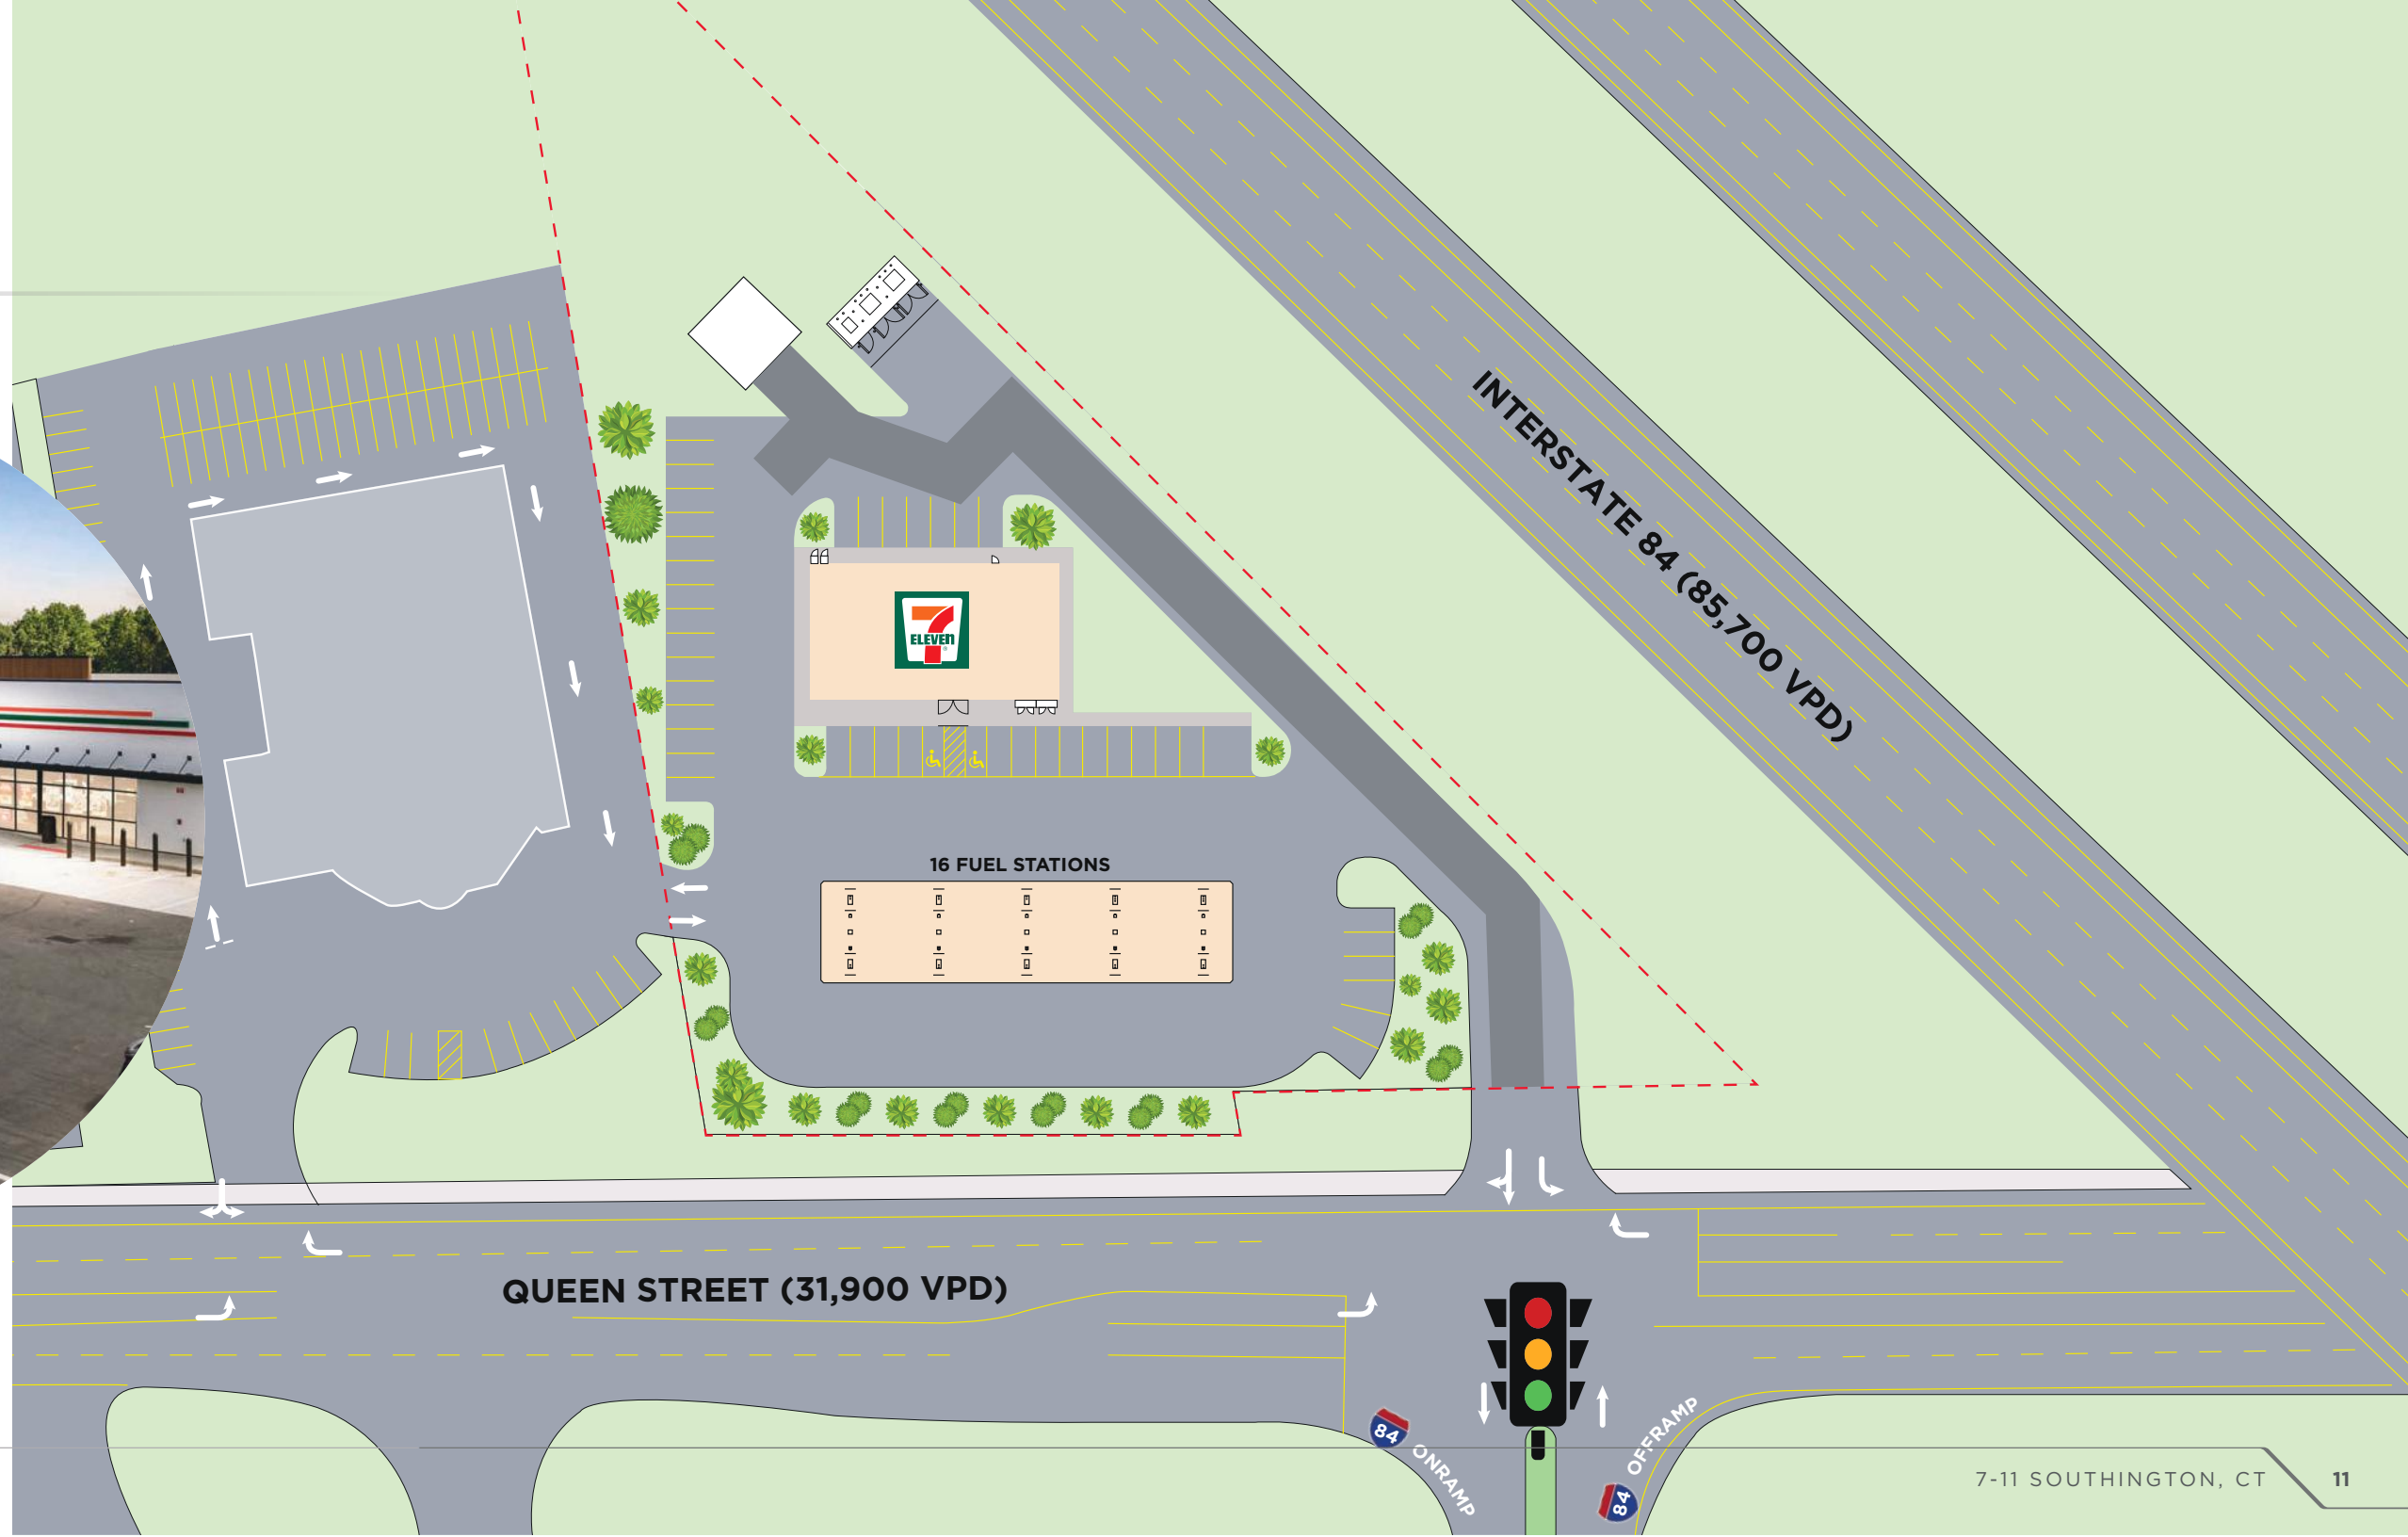 INTERSTATE 84 (85,700 VPD)
7
ELEVEn
®
16 FUEL STATIONS
QUEEN STREET (31,900 VPD)
84
ONRAMP
84
OFFRAMP
7-11 SOUTHINGTON, CT
11